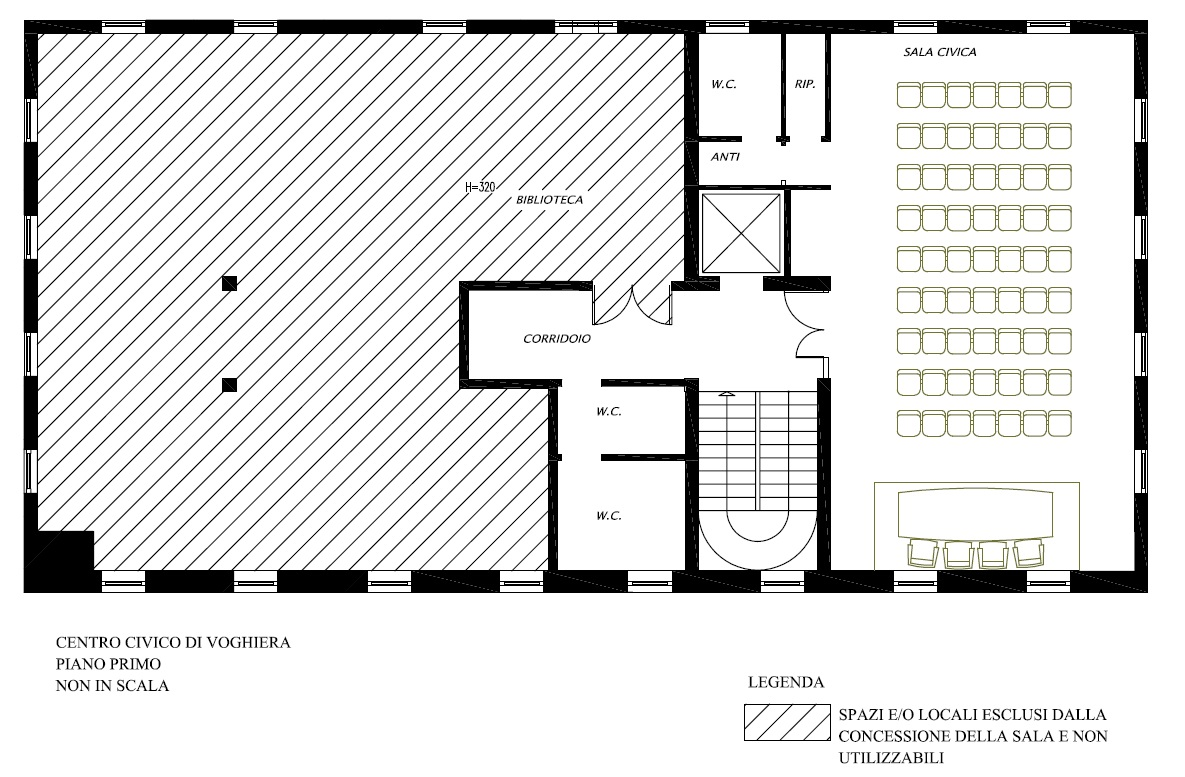 SALA CIVICA
W.C.
RIP.
ANTI
H=320
BIBLIOTECA
CORRIDOIO
W.C.
W.C.
CENTRO CIVICO DI VOGHIERA
PIANO PRIMO
NON IN SCALA
LEGENDA
SPAZI E/O LOCALI ESCLUSI DALLA
CONCESSIONE DELLA SALA E NON
UTILIZZABILI